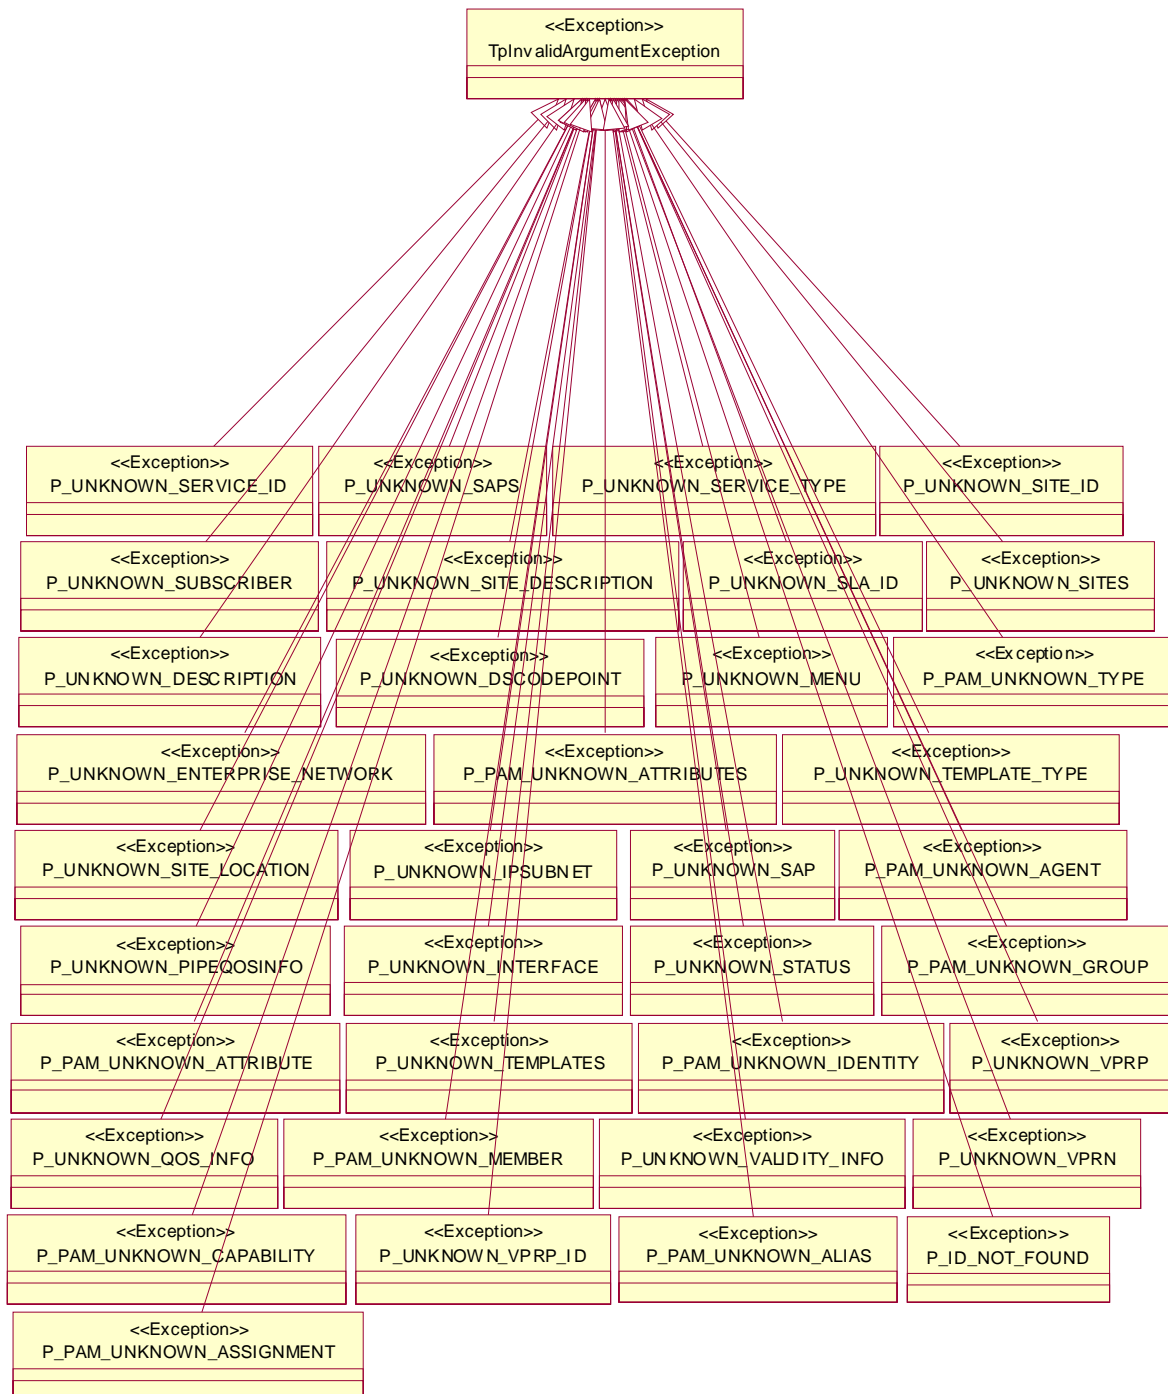 <<Exception>>
TpInvalidArgumentException
<<Exception>>
P_UNKNOWN_SERVICE_ID
<<Exception>>
P_UNKNOWN_SAPS
<<Exception>>
P_UNKNOWN_SERVICE_TYPE
<<Exception>>
P_UNKNOWN_SITE_ID
<<Exception>>
P_UNKNOWN_SUBSCRIBER
<<Exception>>
P_UNKNOWN_SITE_DESCRIPTION
<<Exception>>
P_UNKNOWN_SLA_ID
<<Exception>>
P_UNKNOWN_SITES
<<Exception>>
P_UNKNOWN_DESCRIPTION
<<Exception>>
P_UNKNOWN_DSCODEPOINT
<<Exception>>
P_UNKNOWN_MENU
<<Exception>>
P_PAM_UNKNOWN_TYPE
<<Exception>>
P_UNKNOWN_ENTERPRISE_NETWORK
<<Exception>>
P_PAM_UNKNOWN_ATTRIBUTES
<<Exception>>
P_UNKNOWN_TEMPLATE_TYPE
<<Exception>>
P_UNKNOWN_SITE_LOCATION
<<Exception>>
P_UNKNOWN_IPSUBNET
<<Exception>>
P_UNKNOWN_SAP
<<Exception>>
P_PAM_UNKNOWN_AGENT
<<Exception>>
P_UNKNOWN_PIPEQOSINFO
<<Exception>>
P_UNKNOWN_INTERFACE
<<Exception>>
P_UNKNOWN_STATUS
<<Exception>>
P_PAM_UNKNOWN_GROUP
<<Exception>>
P_PAM_UNKNOWN_ATTRIBUTE
<<Exception>>
P_UNKNOWN_TEMPLATES
<<Exception>>
P_PAM_UNKNOWN_IDENTITY
<<Exception>>
P_UNKNOWN_VPRP
<<Exception>>
P_UNKNOWN_QOS_INFO
<<Exception>>
P_PAM_UNKNOWN_MEMBER
<<Exception>>
P_UNKNOWN_VALIDITY_INFO
<<Exception>>
P_UNKNOWN_VPRN
<<Exception>>
P_PAM_UNKNOWN_CAPABILITY
<<Exception>>
P_UNKNOWN_VPRP_ID
<<Exception>>
P_PAM_UNKNOWN_ALIAS
<<Exception>>
P_ID_NOT_FOUND
<<Exception>>
P_PAM_UNKNOWN_ASSIGNMENT